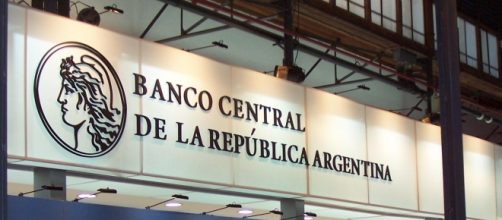 BANCO CENTRAL
DE LA REPÚBLICA ARGENTINA